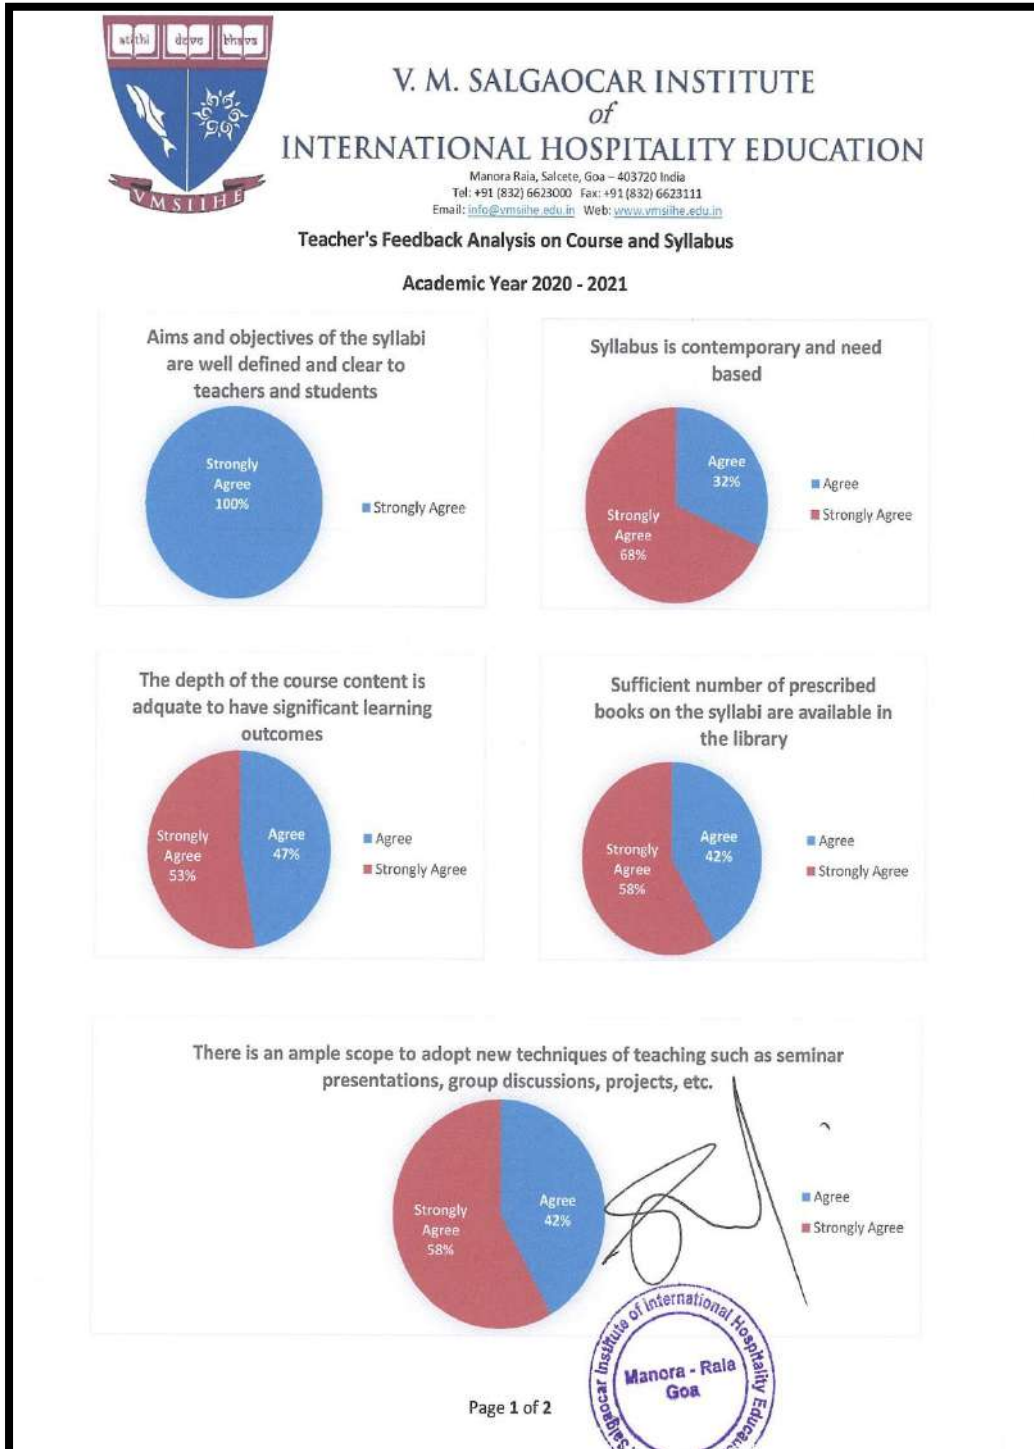 atithi devo bhava
VMSIIHE
V. M. SALGAOCAR INSTITUTE
of
INTERNATIONAL HOSPITALITY EDUCATION
Manora Raia, Salcete, Goa – 403720 India
Tel: +91 (832) 6623000 Fax: +91 (832) 6623111
Email: info@vmsiihe.edu.in Web: www.vmsiihe.edu.in
Teacher's Feedback Analysis on Course and Syllabus
Academic Year 2020 - 2021
Aims and objectives of the syllabi
are well defined and clear to
teachers and students
Strongly
Agree
100%
Strongly Agree
Syllabus is contemporary and need
based
Agree
32%
Strongly
Agree
68%
Agree
Strongly Agree
The depth of the course content is
adquate to have significant learning
outcomes
Strongly
Agree
53%
Agree
47%
Agree
Strongly Agree
Sufficient number of prescribed
books on the syllabi are available in
the library
Agree
42%
Strongly
Agree
58%
Agree
Strongly Agree
There is an ample scope to adopt new techniques of teaching such as seminar
presentations, group discussions, projects, etc.
Strongly
Agree
58%
Agree
42%
Agree
Strongly Agree
Salgaocar Institute of International Hospitality
Manora - Raia
Goa
Page 1 of 2